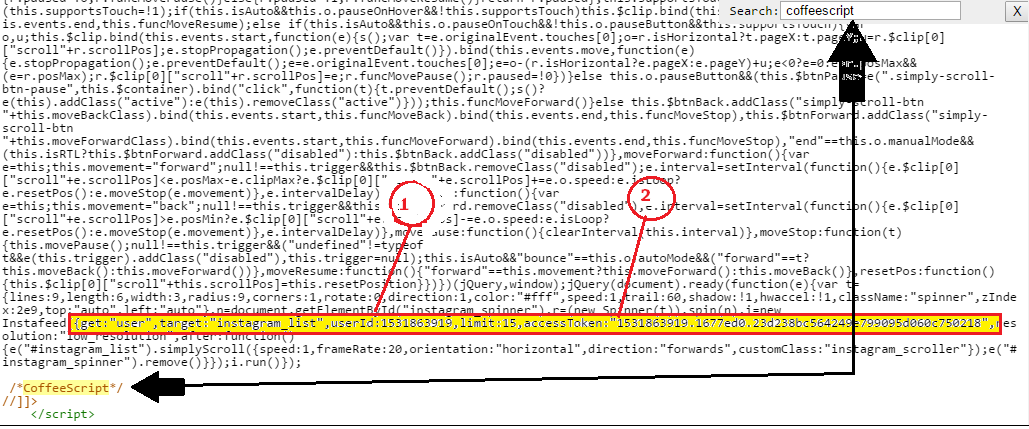 Search: coffeescript X
(this.supportsTouch=!1);if(this.isAuto&&this.o.pauseOnHover&&!this.supportsTouch)this.$clip.bind(
is.events.end,this.funcMoveResume);else if(this.isAuto&&this.o.pauseOnTouch&&!this.o.pauseButton&&this.supportsTouch)
o,u;this.$clip.bind(this.events.start,function(e){s();var t=e.originalEvent.touches[0];o=r.isHorizontal?t.pageX:t.pageY;u=r.$clip[0]
["scroll"+r.scrollPos];e.stopPropagation();e.preventDefault()}).bind(this.events.move,function(e)
{e.stopPropagation();e.preventDefault();e=e.originalEvent.touches[0];e=o-(r.isHorizontal?e.pageX:e.pageY)+u;e<0?e=0:
(e=r.posMax);r.$clip[0]["scroll"+r.scrollPos]=e;r.funcMovePause();r.paused=!0})}else this.o.pauseButton&&(this.$btnPause
btn-pause",this.$container).bind("click",function(t){t.preventDefault();s()?
e(this).addClass("active"):e(this).removeClass("active")}));this.funcMoveForward()}else this.$btnBack.addClass("simply-scroll-btn
"+this.moveBackClass).bind(this.events.start,this.funcMoveBack).bind(this.events.end,this.funcMoveStop),this.$btnForward.addClass("simply-
scroll-btn
"+this.moveForwardClass).bind(this.events.start,this.funcMoveForward).bind(this.events.end,this.funcMoveStop),"end"==this.o.manualMode&&
(this.isRTL?this.$btnForward.addClass("disabled"):this.$btnBack.addClass("disabled"))},moveForward:function(){var
e=this;this.movement="forward";null!==this.trigger&&this.$btnBack.removeClass("disabled");e.interval=setInterval(function(){e.$clip[0]
["scroll"+e.scrollPos]<e.posMax-e.clipMax?e.$clip[0]["scroll"+e.scrollPos]+=e.o.speed:e.isLoop?
e.resetPos():e.moveStop(e.movement)},e.intervalDelay) :function(){var
e=this;this.movement="back";null!==this.trigger&&this rd.removeClass("disabled"),e.interval=setInterval(function(){e.$clip[0]
["scroll"+e.scrollPos]>e.posMin?e.$clip[0]["scroll"+e -=e.o.speed:e.isLoop?
e.resetPos():e.moveStop(e.movement)},e.intervalDelay)},movePause:function(){clearInterval(this.interval)},moveStop:function(t)
{this.movePause();null!==this.trigger&&("undefined"!=typeof
t&&e(this.trigger).addClass("disabled"),this.trigger=null);this.isAuto&&"bounce"==this.o.autoMode&&("forward"==t?
this.moveBack():this.moveForward())},moveResume:function(){"forward"==this.movement?this.moveForward():this.moveBack()},resetPos:function()
{this.$clip[0]["scroll"+this.scrollPos]=this.resetPosition}}})(jQuery,window);jQuery(document).ready(function(e){var t=
{lines:9,length:6,width:3,radius:9,corners:1,rotate:0,direction:1,color:"#fff",speed:1,trail:60,shadow:!1,hwaccel:!1,className:"spinner",zInde
x:2e9,top:"auto",left:"auto"},n=document.getElementById("instagram_spinner"),r=(new Spinner(t)).spin(n),i=new
Instafeed({get:"user",target:"instagram_list",userId:1531863919,limit:15,accessToken:"1531863919.1677ed0.23d238bc564249e799095d060c750218",res
olution:"low_resolution",after:function()
{e("#instagram_list").simplyScroll({speed:1,frameRate:20,orientation:"horizontal",direction:"forwards",customClass:"instagram_scroller"});e("#
instagram_spinner").remove()}});i.run()});
/*CoffeeScript*/
//]]>
</script>
1
2